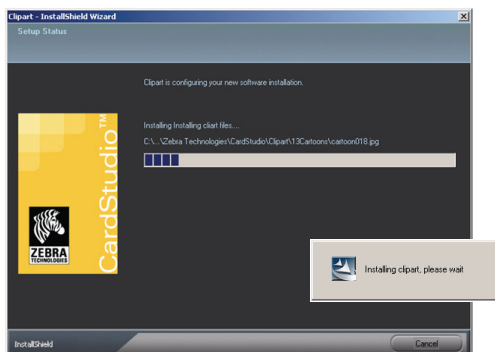 Clipart - InstallShield Wizard
Setup Status
Clipart is configuring your new software installation.
Installing Installing cliart files....
C:\...\Zebra Technologies\CardStudio\Clipart\13Cartoons\cartoon018.jpg
CardStudio™
ZEBRA
TECHNOLOGIES
Installing clipart, please wait
InstallShield
Cancel